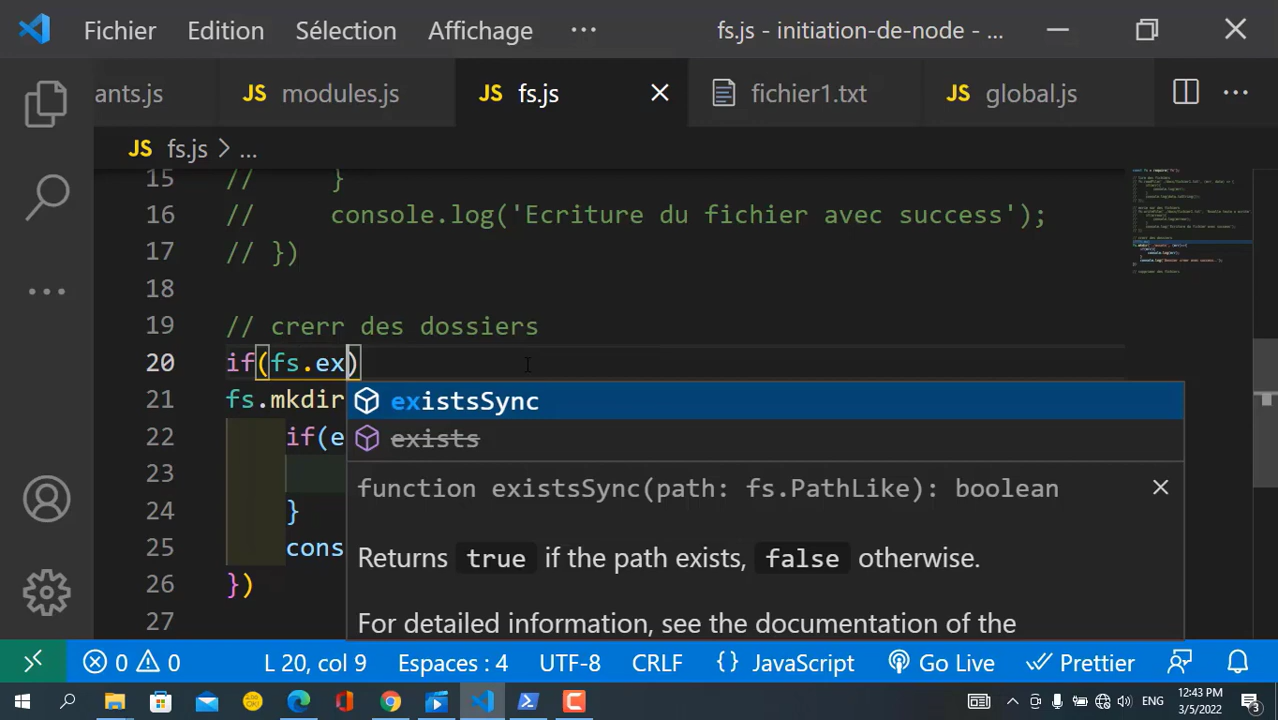 Fichier Edition Sélection Affichage ··· fs.js - initiation-de-node - ...
ants.js JS modules.js JS fs.js fichier1.txt JS global.js ···
JS fs.js > ...
15 // }
16 // console.log('Ecriture du fichier avec success');
17 // })
18
19 // crerr des dossiers
20 if(fs.ex)
21 fs.mkdir
existsSync
22 if(e
exists
23
function existsSync(path: fs.PathLike): boolean
24 }
25 cons
Returns true if the path exists, false otherwise.
26 })
27
For detailed information, see the documentation of the
0 0 L 20, col 9 Espaces : 4 UTF-8 CRLF {} JavaScript Go Live Prettier
ENG 12:43 PM
3/5/2022 3